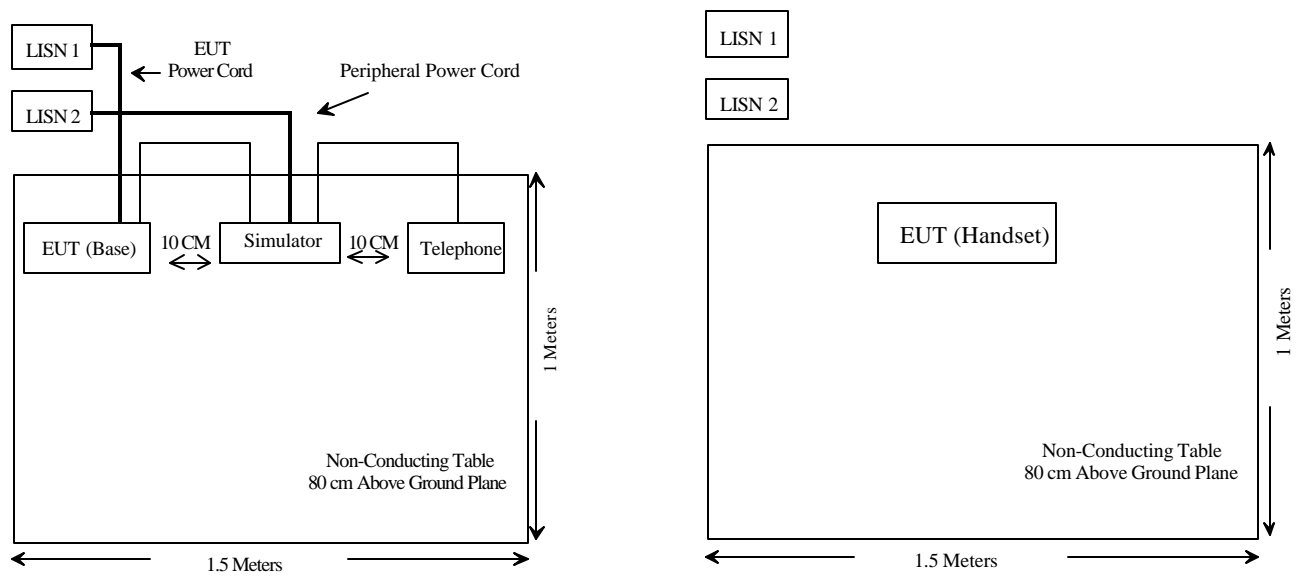 LISN 1
EUT
Power Cord
Peripheral Power Cord
LISN 2
EUT (Base)
10 CM
Simulator
10 CM
Telephone
1 Meters
Non-Conducting Table
80 cm Above Ground Plane
1.5 Meters
LISN 1
LISN 2
EUT (Handset)
1 Meters
Non-Conducting Table
80 cm Above Ground Plane
1.5 Meters